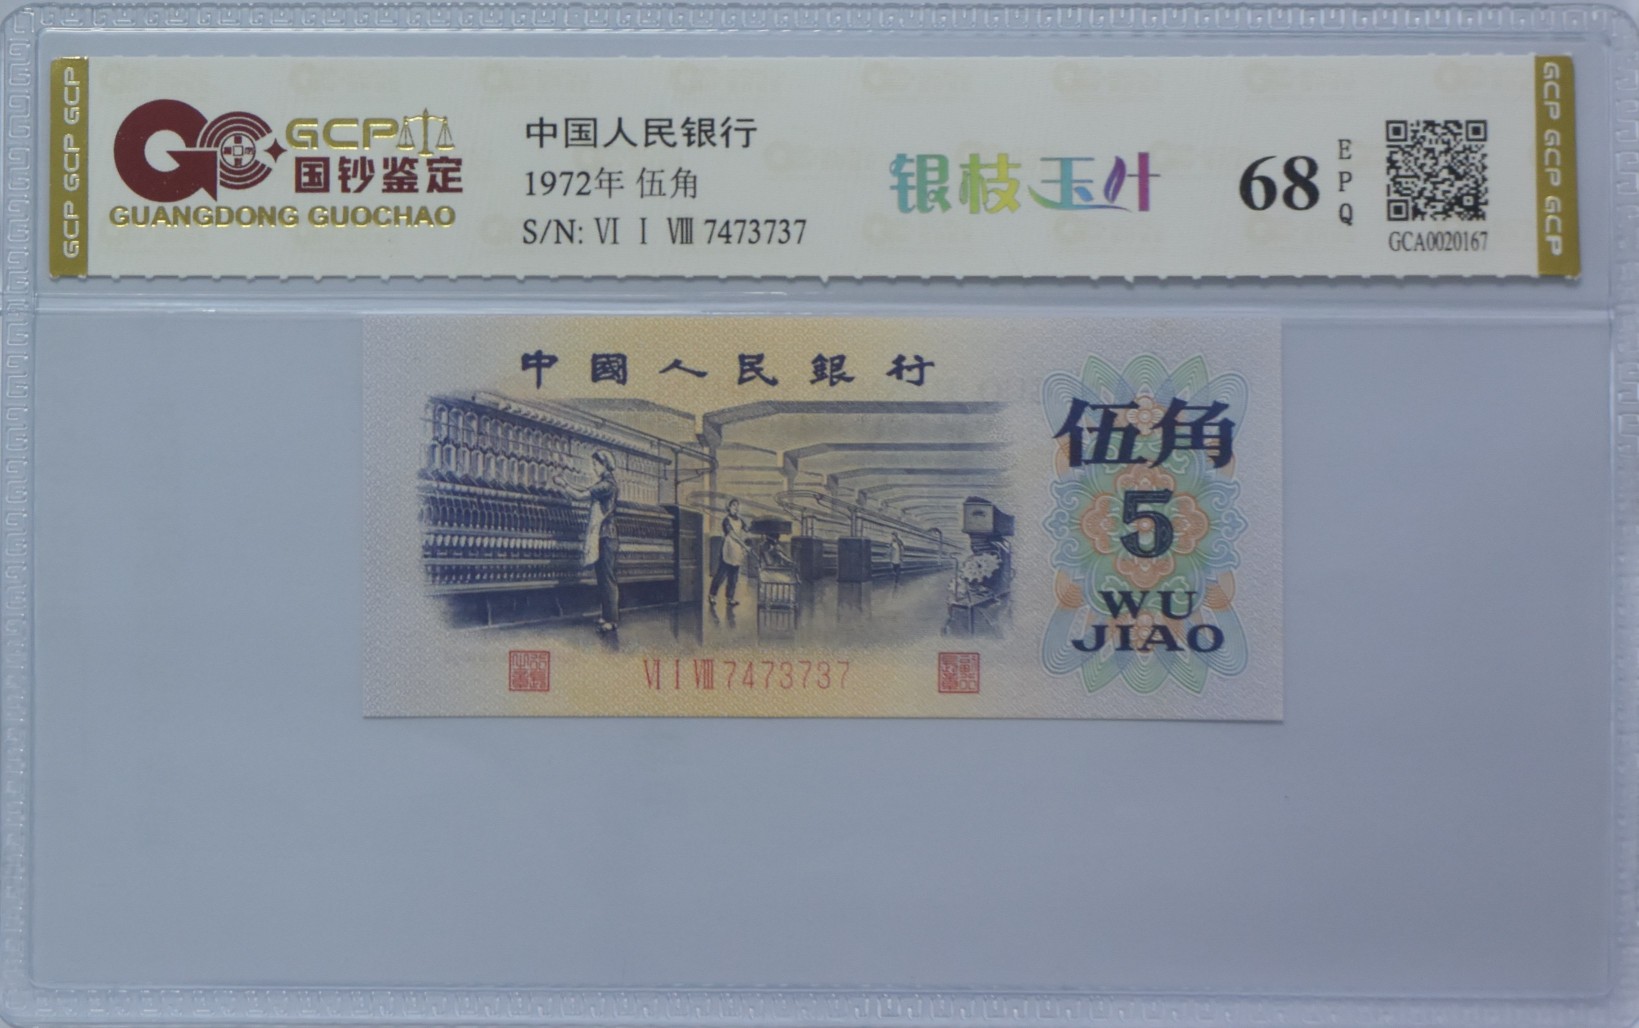 GCP GCP GCP
GCP
国钞鉴定
GUANGDONG GUOCHAO
中国人民银行
1972年 伍角
S/N: Ⅵ Ⅰ Ⅷ 7473737
银枝玉叶
68
EPQ
GCA0020167
GCP GCP GCP
中國人民銀行
伍角
5
WU
JIAO
Ⅵ Ⅰ Ⅷ 7473737